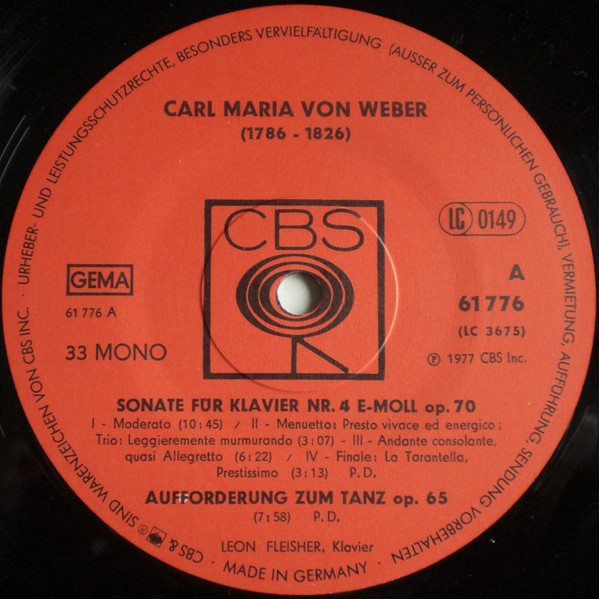 URHEBER- UND LEISTUNGSSCHUTZRECHTE, BESONDERS VERVIELFÄLTIGUNG (AUSSER ZUM PERSÖNLICHEN GEBRAUCH), VERMIETUNG, AUFFÜHRUNG, SENDUNG VORBEHALTEN
CARL MARIA VON WEBER
(1786 - 1826)
CBS
LC 0149
GEMA
61 776 A
33 MONO
A
61 776
(LC 3675)
℗ 1977 CBS Inc.
SONATE FÜR KLAVIER NR. 4 E-MOLL op. 70
I - Moderato (10:45) / II - Menuetto: Presto vivace ed energico;
Trio: Leggieremente murmurando (3:07) - III - Andante consolante,
quasi Allegretto (6:22) / IV - Finale: La Tarantella,
Prestissimo (3:13) P. D.
AUFFORDERUNG ZUM TANZ op. 65
(7:58) P. D.
LEON FLEISHER, Klavier
CBS & ® SIND WARENZEICHEN VON CBS INC.
• MADE IN GERMANY •